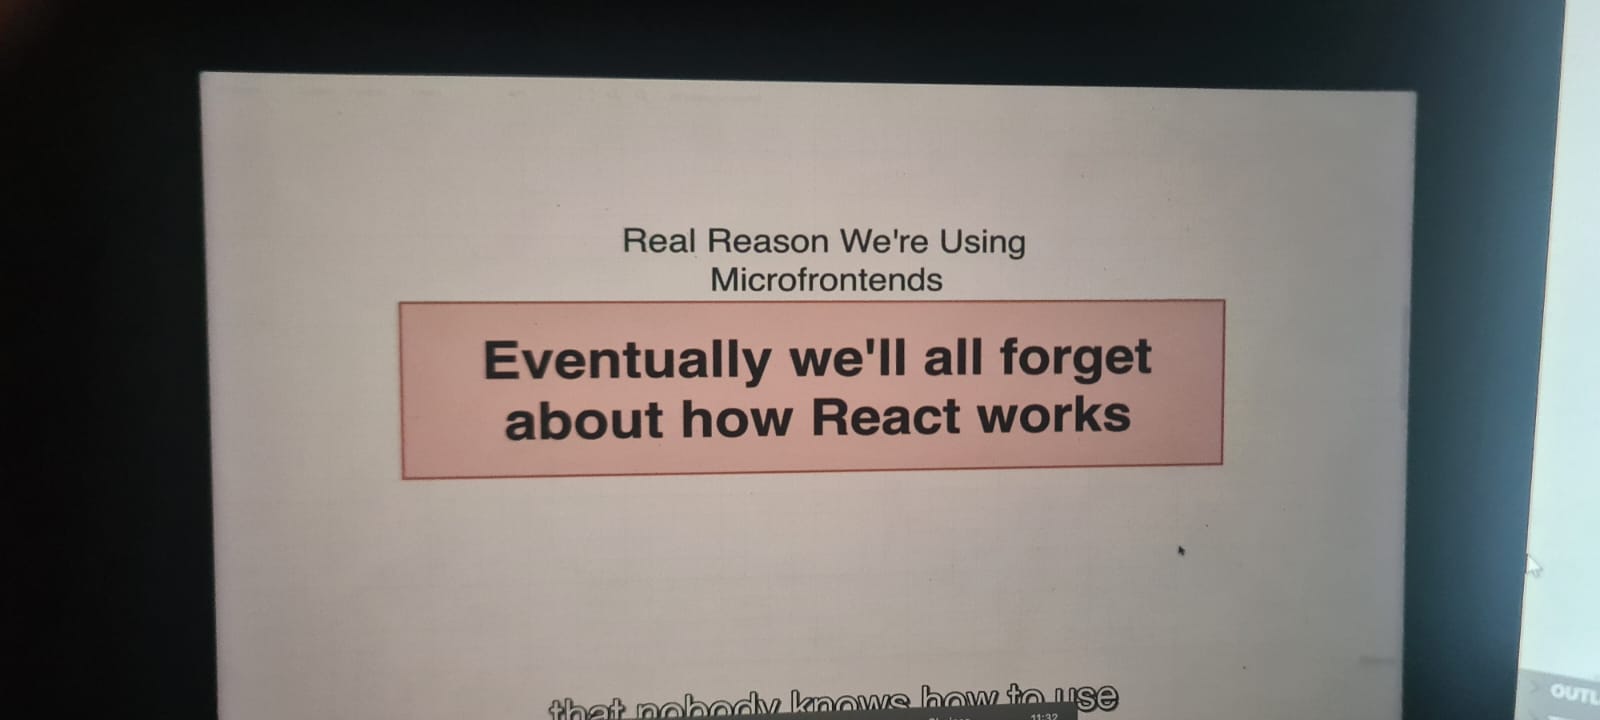 Real Reason We're Using
Microfrontends
Eventually we'll all forget
about how React works
that nobody knows how to use
11:32